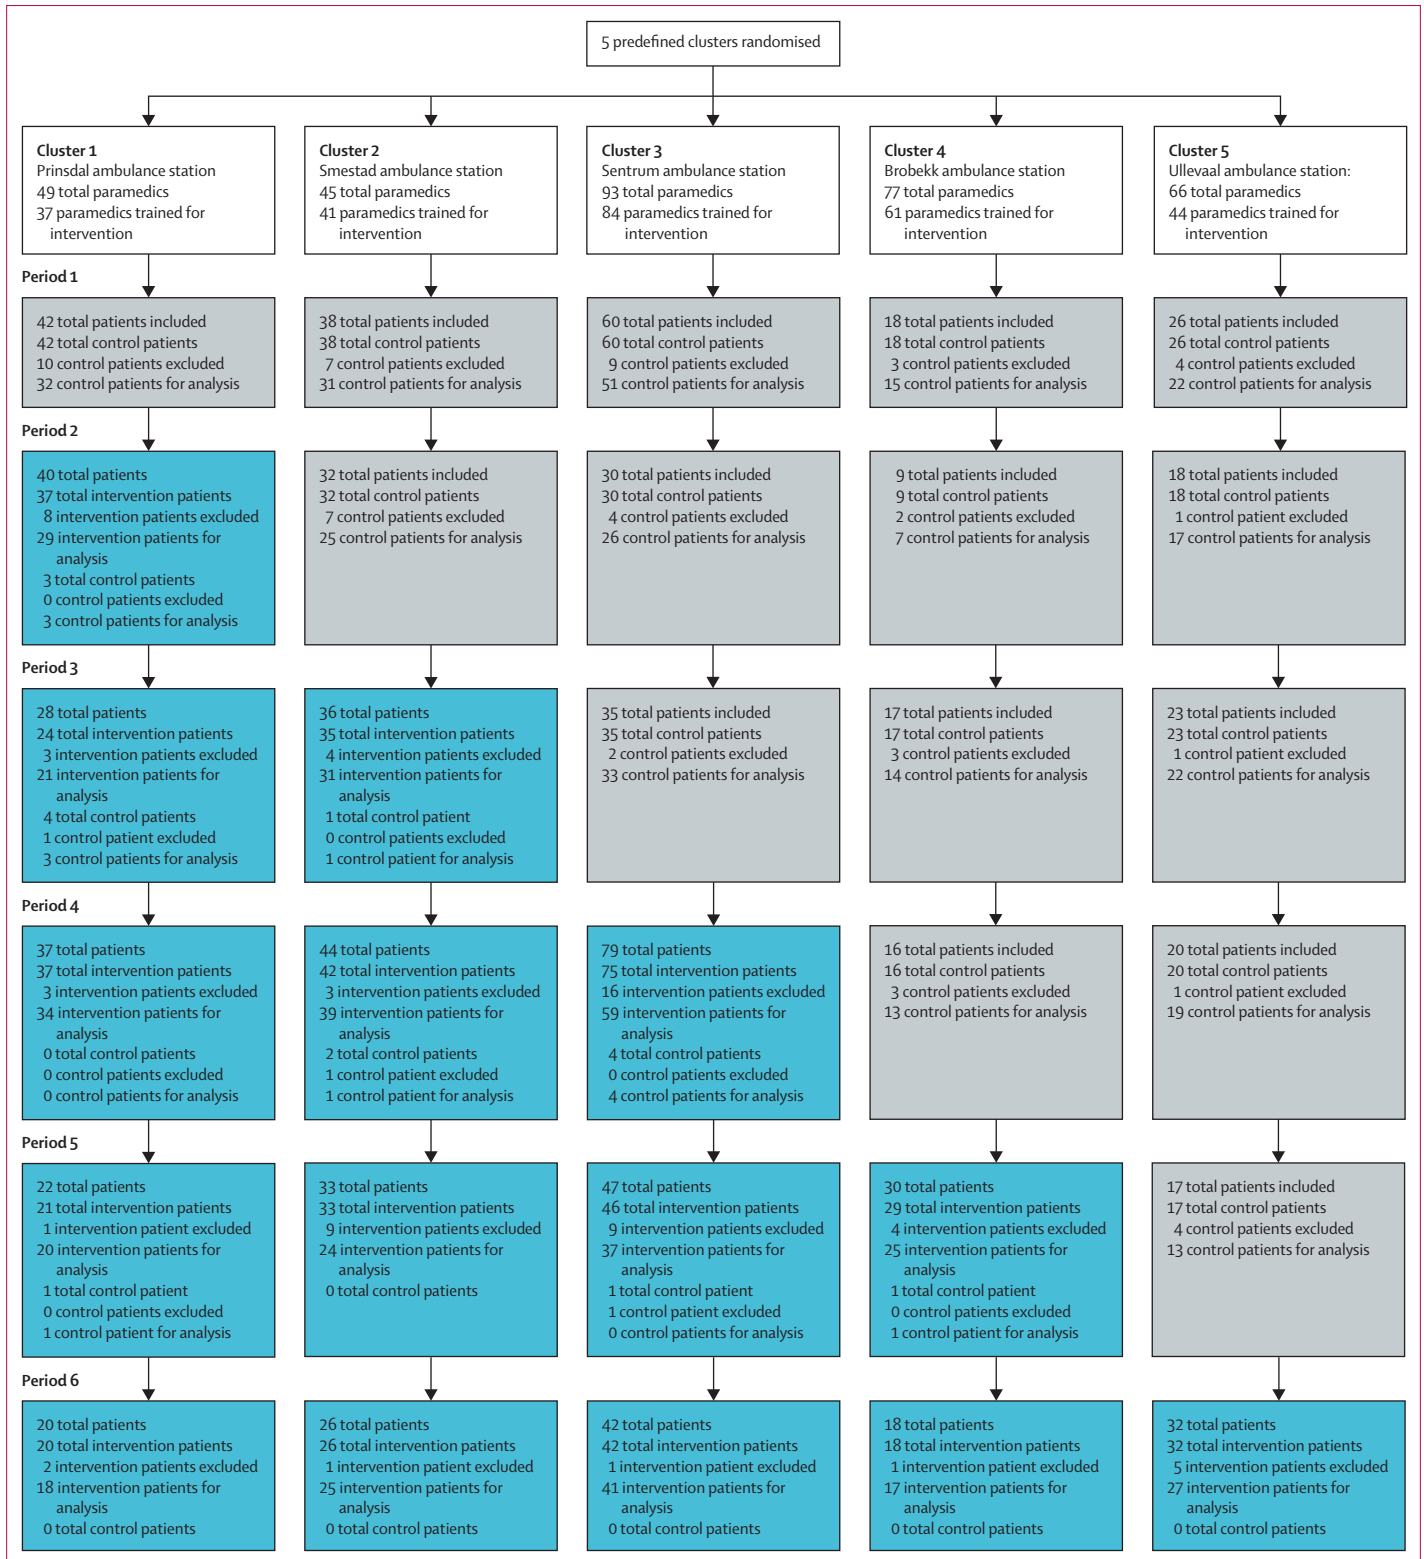 5 predefined clusters randomised
Cluster 1
Prinsdal ambulance station
49 total paramedics
37 paramedics trained for
intervention
Cluster 2
Smestad ambulance station
45 total paramedics
41 paramedics trained for
intervention
Cluster 3
Sentrum ambulance station
93 total paramedics
84 paramedics trained for
intervention
Cluster 4
Brobekk ambulance station
77 total paramedics
61 paramedics trained for
intervention
Cluster 5
Ullevaal ambulance station:
66 total paramedics
44 paramedics trained for
intervention
Period 1
42 total patients included
42 total control patients
10 control patients excluded
32 control patients for analysis
38 total patients included
38 total control patients
7 control patients excluded
31 control patients for analysis
60 total patients included
60 total control patients
9 control patients excluded
51 control patients for analysis
18 total patients included
18 total control patients
3 control patients excluded
15 control patients for analysis
26 total patients included
26 total control patients
4 control patients excluded
22 control patients for analysis
Period 2
40 total patients
37 total intervention patients
8 intervention patients excluded
29 intervention patients for
analysis
3 total control patients
0 control patients excluded
3 control patients for analysis
32 total patients included
32 total control patients
7 control patients excluded
25 control patients for analysis
30 total patients included
30 total control patients
4 control patients excluded
26 control patients for analysis
9 total patients included
9 total control patients
2 control patients excluded
7 control patients for analysis
18 total patients included
18 total control patients
1 control patient excluded
17 control patients for analysis
Period 3
28 total patients
24 total intervention patients
3 intervention patients excluded
21 intervention patients for
analysis
4 total control patients
1 control patient excluded
3 control patients for analysis
36 total patients
35 total intervention patients
4 intervention patients excluded
31 intervention patients for
analysis
1 total control patient
0 control patients excluded
1 control patient for analysis
35 total patients included
35 total control patients
2 control patients excluded
33 control patients for analysis
17 total patients included
17 total control patients
3 control patients excluded
14 control patients for analysis
23 total patients included
23 total control patients
1 control patient excluded
22 control patients for analysis
Period 4
37 total patients
37 total intervention patients
3 intervention patients excluded
34 intervention patients for
analysis
0 total control patients
0 control patients excluded
0 control patients for analysis
44 total patients
42 total intervention patients
3 intervention patients excluded
39 intervention patients for
analysis
2 total control patients
1 control patient excluded
1 control patient for analysis
79 total patients
75 total intervention patients
16 intervention patients excluded
59 intervention patients for
analysis
4 total control patients
0 control patients excluded
4 control patients for analysis
16 total patients included
16 total control patients
3 control patients excluded
13 control patients for analysis
20 total patients included
20 total control patients
1 control patient excluded
19 control patients for analysis
Period 5
22 total patients
21 total intervention patients
1 intervention patient excluded
20 intervention patients for
analysis
1 total control patient
0 control patients excluded
1 control patient for analysis
33 total patients
33 total intervention patients
9 intervention patients excluded
24 intervention patients for
analysis
0 total control patients
47 total patients
46 total intervention patients
9 intervention patients excluded
37 intervention patients for
analysis
1 total control patient
1 control patient excluded
0 control patients for analysis
30 total patients
29 total intervention patients
4 intervention patients excluded
25 intervention patients for
analysis
1 total control patient
0 control patients excluded
1 control patient for analysis
17 total patients included
17 total control patients
4 control patients excluded
13 control patients for analysis
Period 6
20 total patients
20 total intervention patients
2 intervention patients excluded
18 intervention patients for
analysis
0 total control patients
26 total patients
26 total intervention patients
1 intervention patient excluded
25 intervention patients for
analysis
0 total control patients
42 total patients
42 total intervention patients
1 intervention patient excluded
41 intervention patients for
analysis
0 total control patients
18 total patients
18 total intervention patients
1 intervention patient excluded
17 intervention patients for
analysis
0 total control patients
32 total patients
32 total intervention patients
5 intervention patients excluded
27 intervention patients for
analysis
0 total control patients